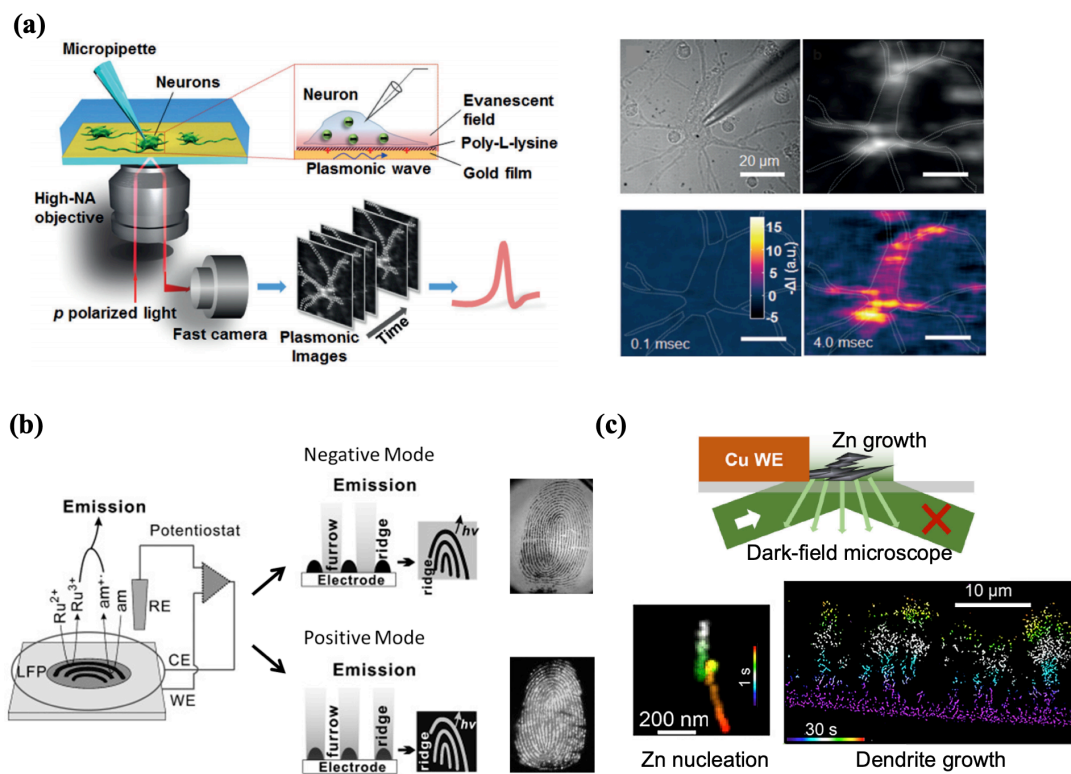 (a)
Micropipette
Neurons
Neuron
Evanescent
field
Poly-L-lysine
Plasmonic wave
Gold film
High-NA
objective
p polarized light
Fast camera
Plasmonic
Images
Time
20 µm
b
15
10
5
0
-5
-ΔI (a.u.)
0.1 msec
4.0 msec
(b)
Emission
Potentiostat
Ru2+
Ru3+
am+·
am
RE
LFP
CE
WE
Negative Mode
Emission
furrow
ridge
Electrode
ridge
hv
Positive Mode
Emission
furrow
ridge
Electrode
ridge
hv
(c)
Zn growth
Cu WE
Dark-field microscope
1 s
200 nm
Zn nucleation
10 µm
30 s
Dendrite growth